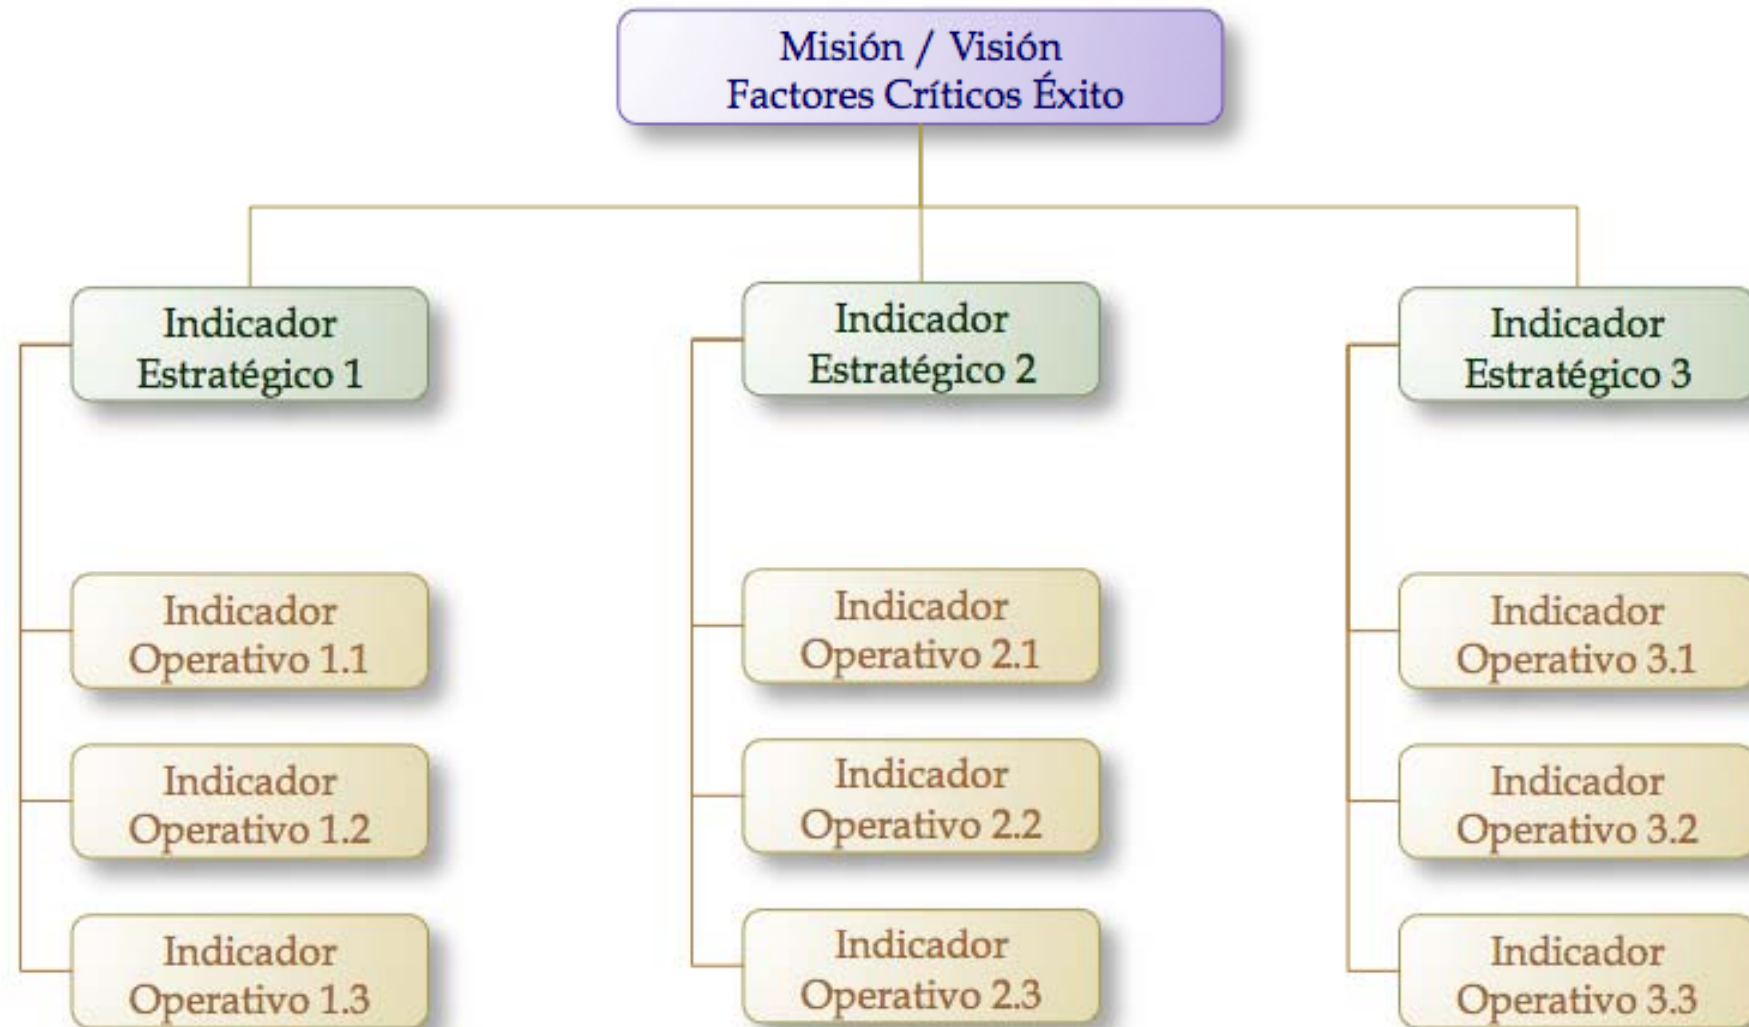 Misión / Visión
Factores Críticos Éxito
Indicador
Estratégico 1
Indicador
Estratégico 2
Indicador
Estratégico 3
Indicador
Operativo 1.1
Indicador
Operativo 2.1
Indicador
Operativo 3.1
Indicador
Operativo 1.2
Indicador
Operativo 2.2
Indicador
Operativo 3.2
Indicador
Operativo 1.3
Indicador
Operativo 2.3
Indicador
Operativo 3.3